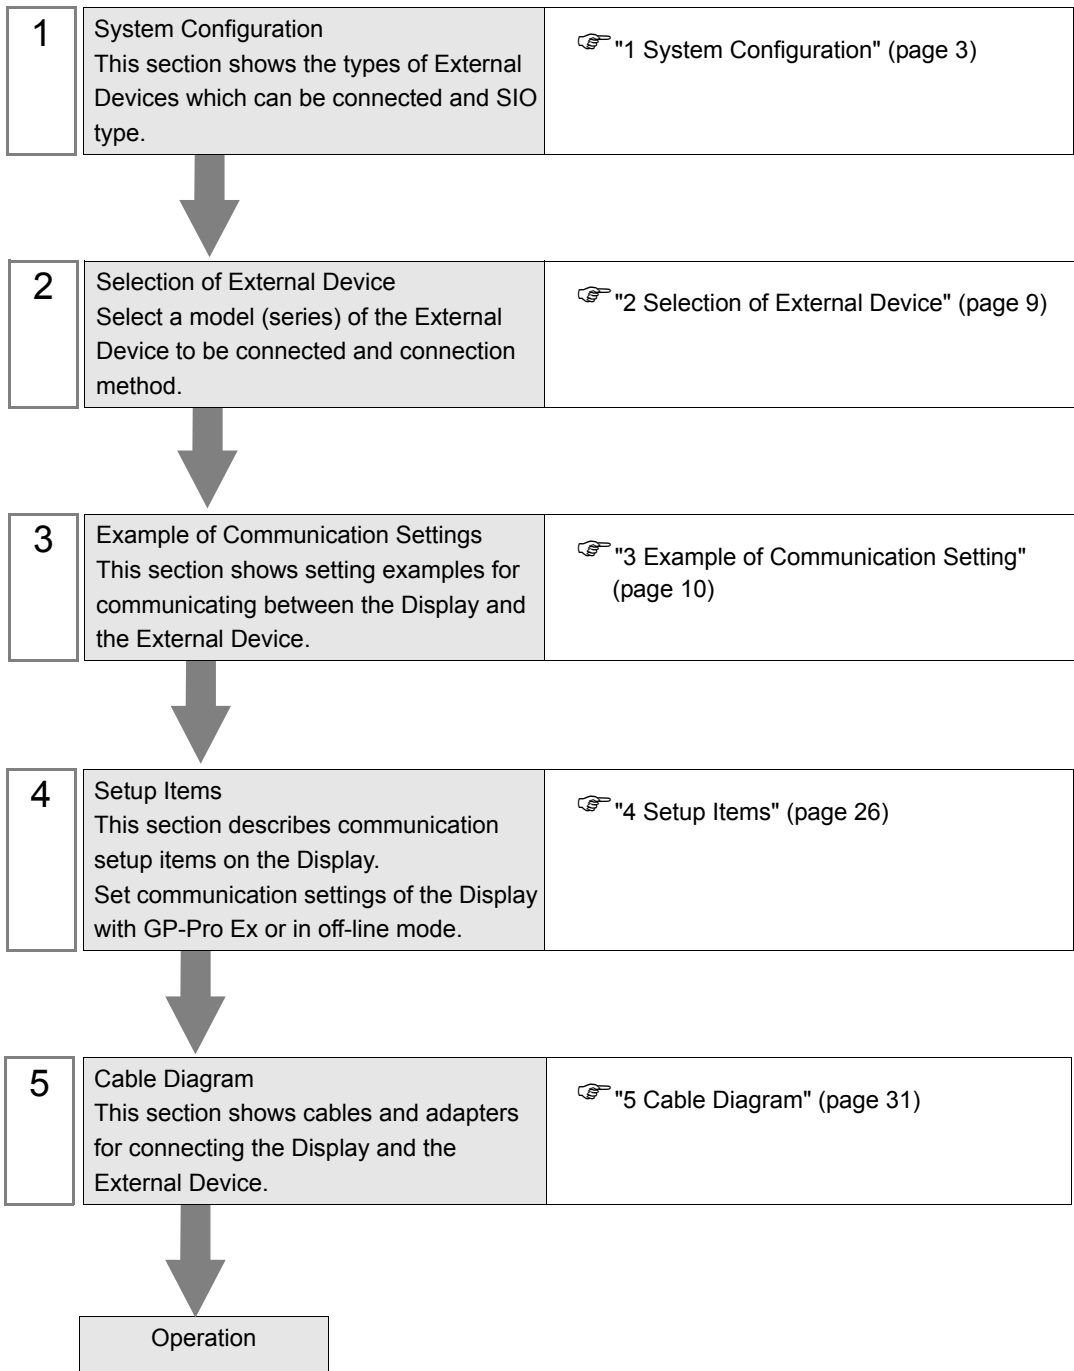 1
System Configuration
This section shows the types of External
Devices which can be connected and SIO
type.
"1 System Configuration" (page 3)
2
Selection of External Device
Select a model (series) of the External
Device to be connected and connection
method.
"2 Selection of External Device" (page 9)
3
Example of Communication Settings
This section shows setting examples for
communicating between the Display and
the External Device.
"3 Example of Communication Setting"
(page 10)
4
Setup Items
This section describes communication
setup items on the Display.
Set communication settings of the Display
with GP-Pro Ex or in off-line mode.
"4 Setup Items" (page 26)
5
Cable Diagram
This section shows cables and adapters
for connecting the Display and the
External Device.
"5 Cable Diagram" (page 31)
Operation